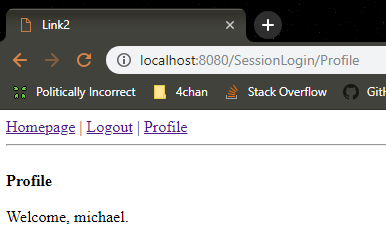 Link2
localhost:8080/SessionLogin/Profile
Politically Incorrect 4chan Stack Overflow GitH
Homepage | Logout | Profile
Profile
Welcome, michael.